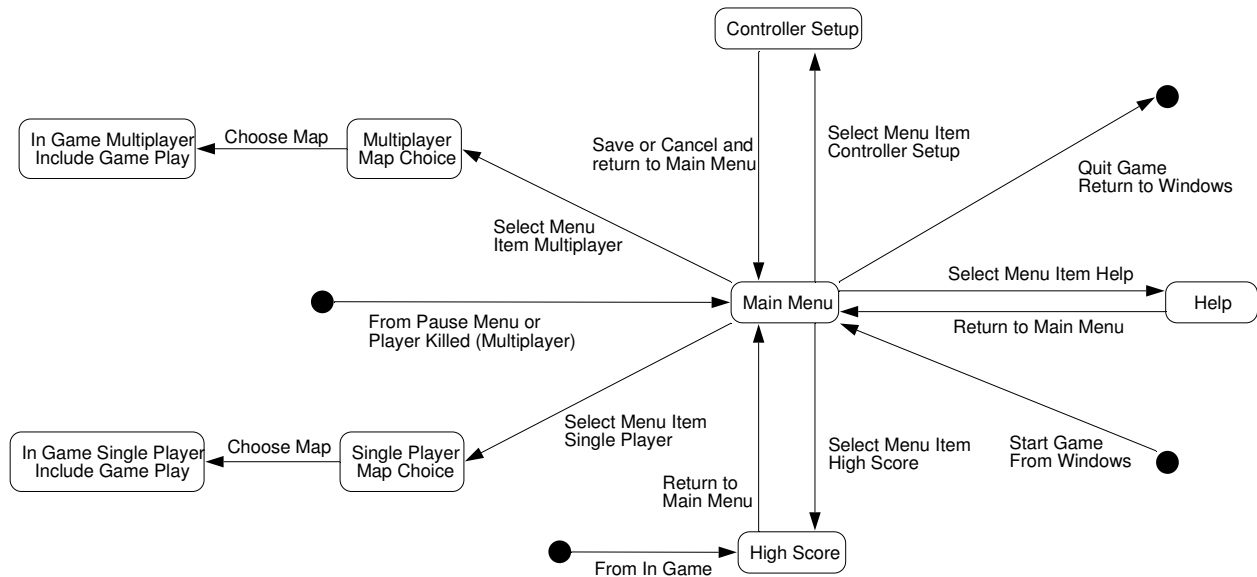 Controller Setup
In Game Multiplayer
Include Game Play
Choose Map
Multiplayer
Map Choice
Save or Cancel and
return to Main Menu
Select Menu Item
Controller Setup
Quit Game
Return to Windows
Select Menu
Item Multiplayer
Select Menu Item Help
Main Menu
Help
From Pause Menu or
Player Killed (Multiplayer)
Return to Main Menu
In Game Single Player
Include Game Play
Choose Map
Single Player
Map Choice
Select Menu Item
Single Player
Select Menu Item
High Score
Start Game
From Windows
Return to
Main Menu
High Score
From In Game